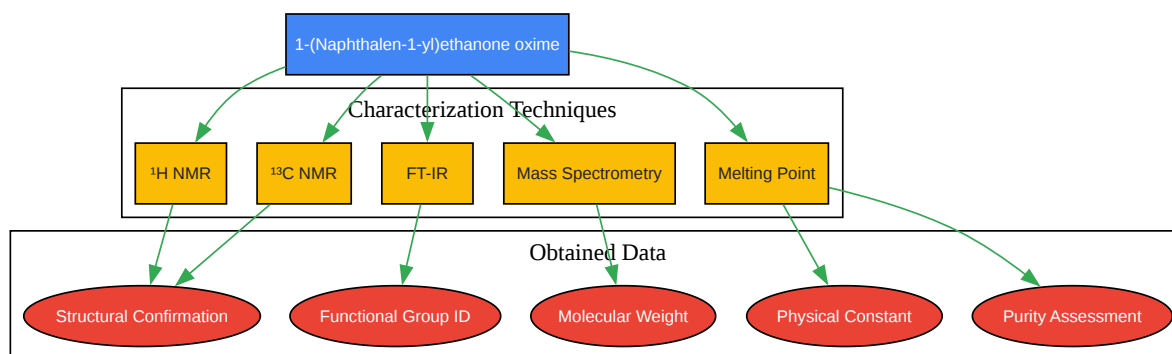 1-(Naphthalen-1-yl)ethanone oxime
Characterization Techniques
¹H NMR
¹³C NMR
FT-IR
Mass Spectrometry
Melting Point
Obtained Data
Structural Confirmation
Functional Group ID
Molecular Weight
Physical Constant
Purity Assessment